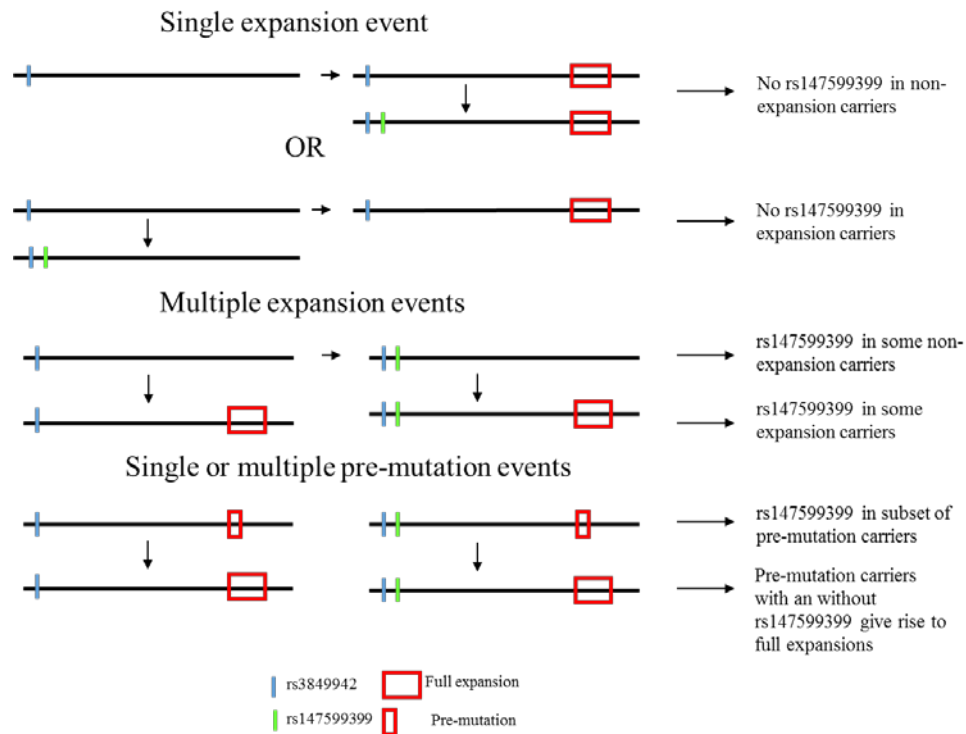 Single expansion event
No rs147599399 in non-
expansion carriers
OR
No rs147599399 in
expansion carriers
Multiple expansion events
rs147599399 in some non-
expansion carriers
rs147599399 in some
expansion carriers
Single or multiple pre-mutation events
rs147599399 in subset of
pre-mutation carriers
Pre-mutation carriers
with an without
rs147599399 give rise to
full expansions
rs3849942
Full expansion
rs147599399
Pre-mutation